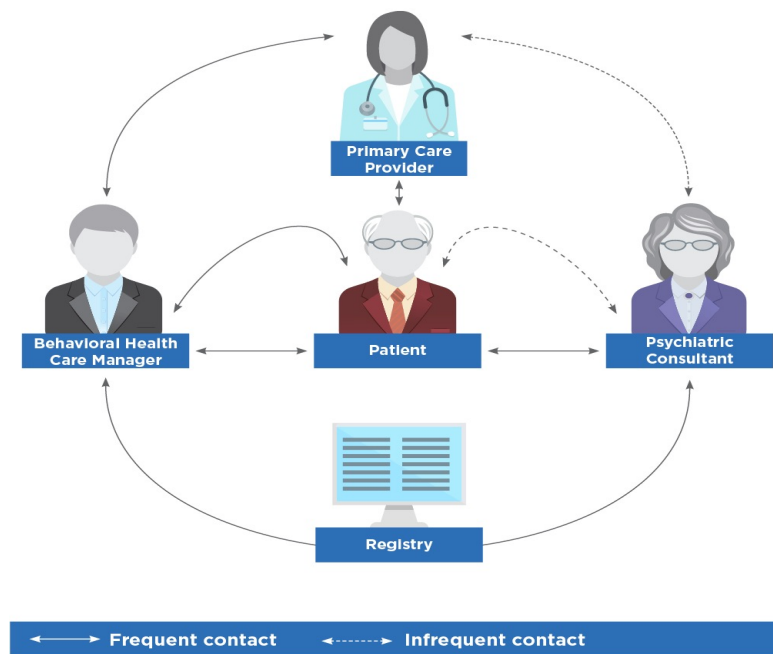 Primary Care
Provider
Behavioral Health
Care Manager
Patient
Psychiatric
Consultant
Registry
Frequent contact
Infrequent contact